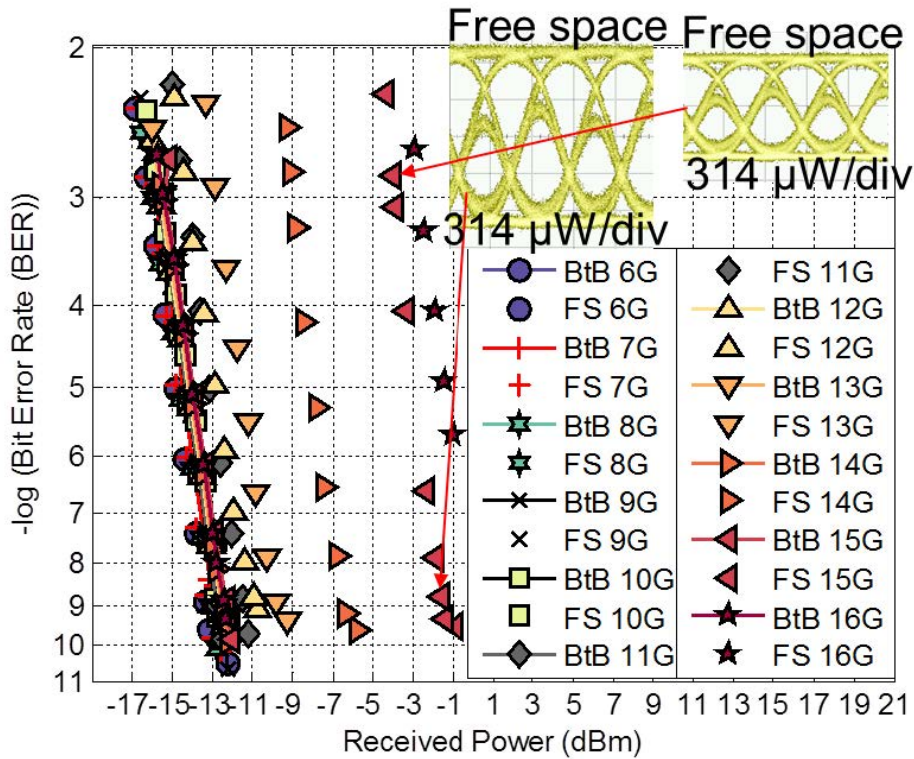 Free space
Free space
314 µW/div
314 µW/div
-log (Bit Error Rate (BER))
2
3
4
5
6
7
8
9
10
11
BtB 6G
FS 6G
BtB 7G
FS 7G
BtB 8G
FS 8G
BtB 9G
FS 9G
BtB 10G
FS 10G
BtB 11G
FS 11G
BtB 12G
FS 12G
BtB 13G
FS 13G
BtB 14G
FS 14G
BtB 15G
FS 15G
BtB 16G
FS 16G
-17 -15 -13 -11 -9 -7 -5 -3 -1 1 3 5 7 9 11 13 15 17 19 21
Received Power (dBm)